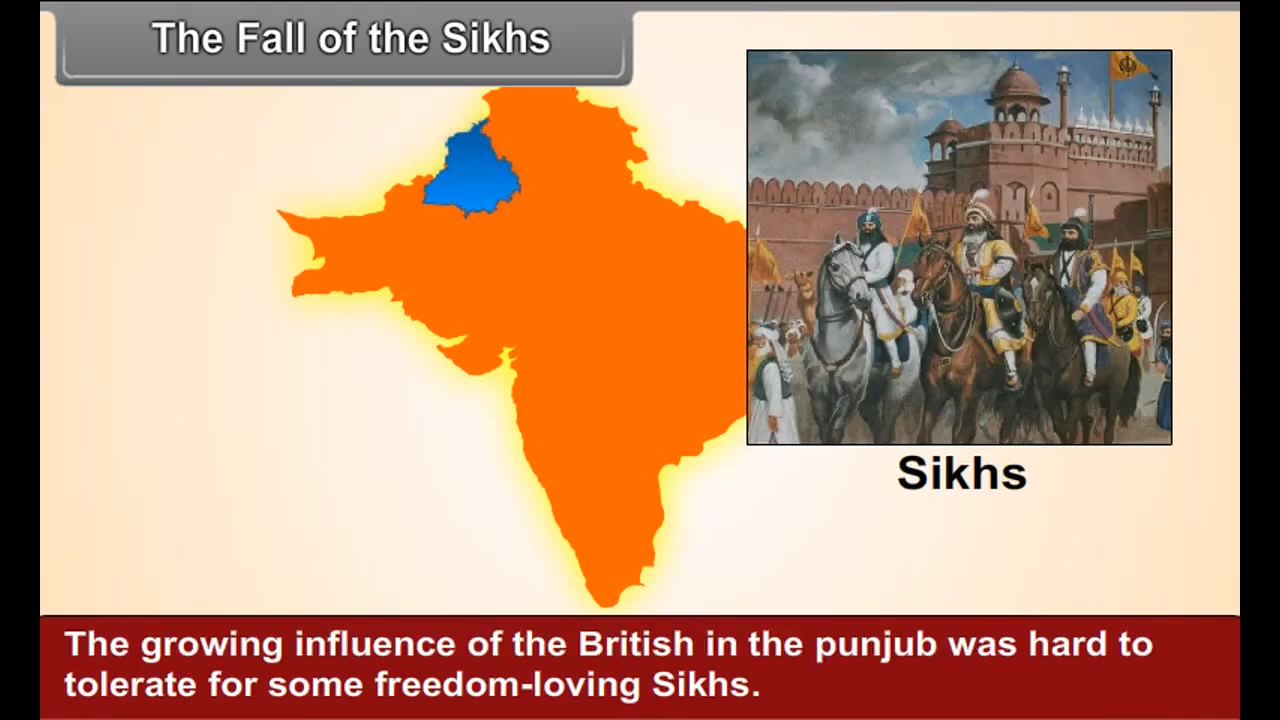 The Fall of the Sikhs
Sikhs
The growing influence of the British in the punjub was hard to
tolerate for some freedom-loving Sikhs.